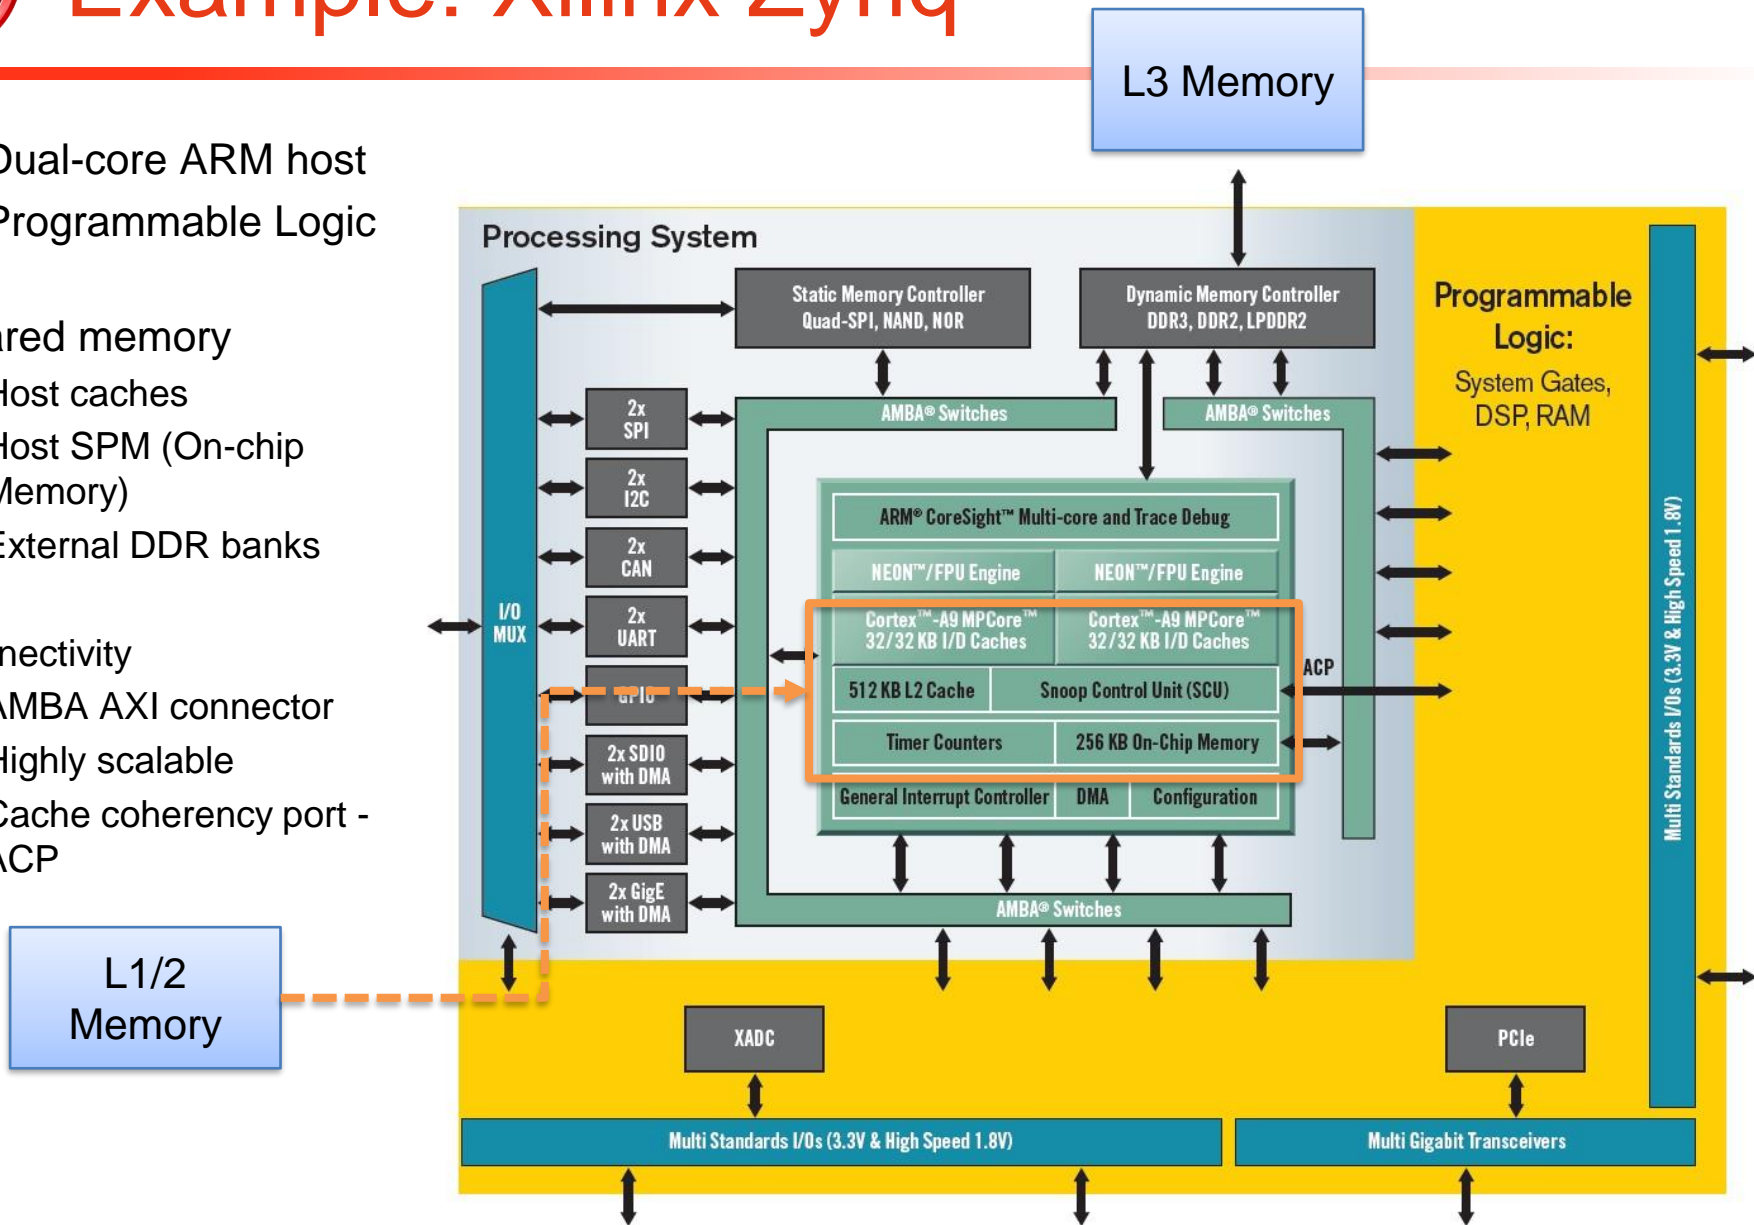 Example: Xilinx Zynq
L3 Memory
Dual-core ARM host
Programmable Logic
ared memory
Host caches
Host SPM (On-chip
Memory)
External DDR banks
nectivity
AMBA AXI connector
Highly scalable
Cache coherency port -
ACP
L1/2
Memory
Processing System
Static Memory Controller
Quad-SPI, NAND, NOR
Dynamic Memory Controller
DDR3, DDR2, LPDDR2
Programmable
Logic:
System Gates,
DSP, RAM
AMBA® Switches
AMBA® Switches
2x
SPI
2x
I2C
2x
CAN
2x
UART
GPIO
2x SDIO
with DMA
2x USB
with DMA
2x GigE
with DMA
I/O
MUX
ARM® CoreSight™ Multi-core and Trace Debug
NEON™/FPU Engine
NEON™/FPU Engine
Cortex™-A9 MPCore™
32/32 KB I/D Caches
Cortex™-A9 MPCore™
32/32 KB I/D Caches
512 KB L2 Cache
Snoop Control Unit (SCU)
Timer Counters
256 KB On-Chip Memory
General Interrupt Controller
DMA
Configuration
ACP
AMBA® Switches
Multi Standards I/Os (3.3V & High Speed 1.8V)
XADC
PCIe
Multi Standards I/Os (3.3V & High Speed 1.8V)
Multi Gigabit Transceivers